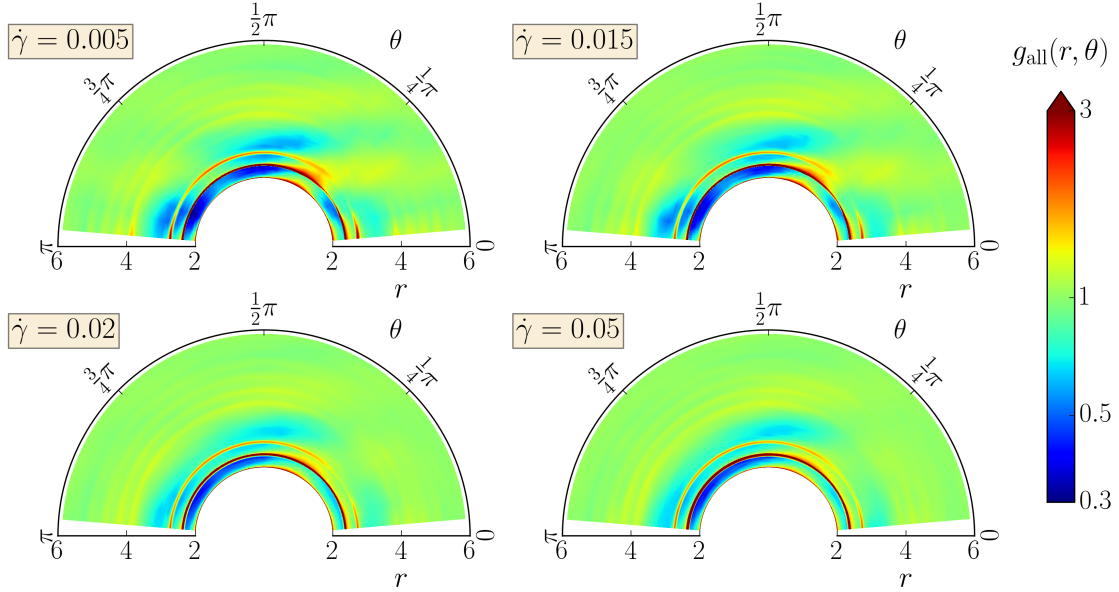 γ̇ = 0.005
½π
θ
¾π
¼π
π
0
6 4 2 2 4 6
r
γ̇ = 0.015
½π
θ
¾π
¼π
π
0
6 4 2 2 4 6
r
g_all(r, θ)
3
1
0.5
0.3
γ̇ = 0.02
½π
θ
¾π
¼π
π
0
6 4 2 2 4 6
r
γ̇ = 0.05
½π
θ
¾π
¼π
π
0
6 4 2 2 4 6
r